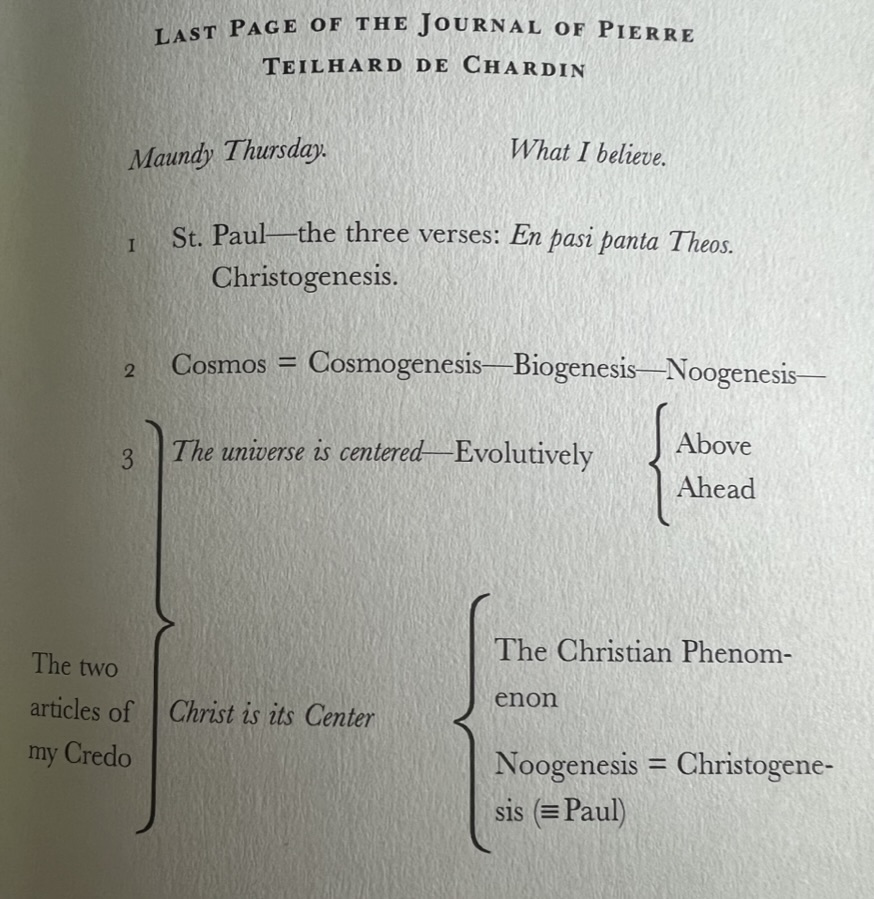 LAST PAGE OF THE JOURNAL OF PIERRE
TEILHARD DE CHARDIN
Maundy Thursday. What I believe.
1 St. Paul—the three verses: En pasi panta Theos.
Christogenesis.
2 Cosmos = Cosmogenesis—Biogenesis—Noogenesis—
3 The universe is centered—Evolutively
Above
Ahead
The two
articles of
my Credo
Christ is its Center
The Christian Phenom-
enon
Noogenesis = Christogene-
sis (≡Paul)